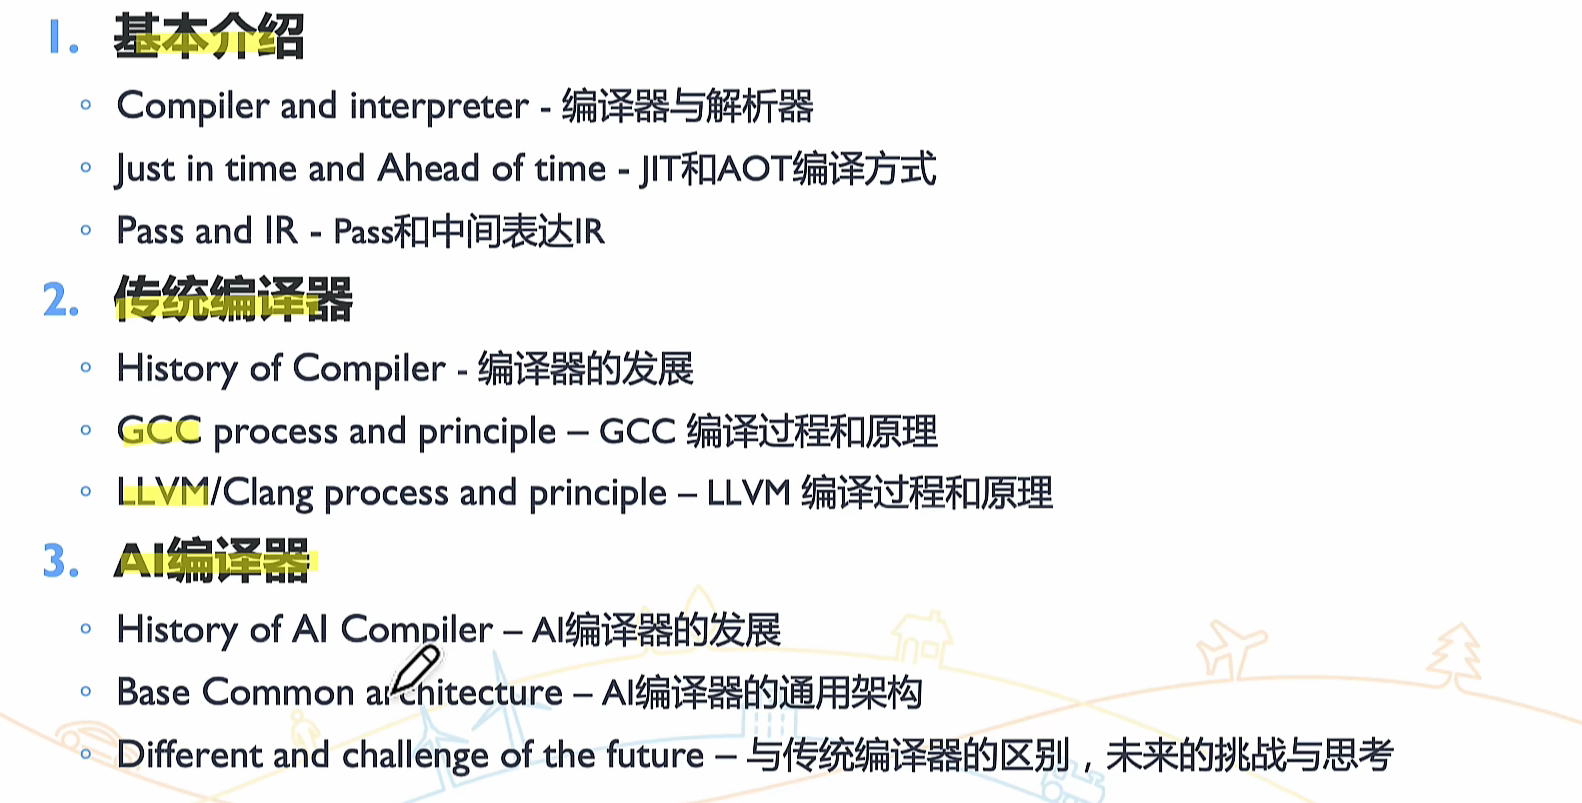 1. 基本介绍
Compiler and interpreter - 编译器与解析器
Just in time and Ahead of time - JIT和AOT编译方式
Pass and IR - Pass和中间表达IR
2. 传统编译器
History of Compiler - 编译器的发展
GCC process and principle – GCC 编译过程和原理
LLVM/Clang process and principle – LLVM 编译过程和原理
3. AI编译器
History of AI Compiler – AI编译器的发展
Base Common architecture – AI编译器的通用架构
Different and challenge of the future – 与传统编译器的区别，未来的挑战与思考